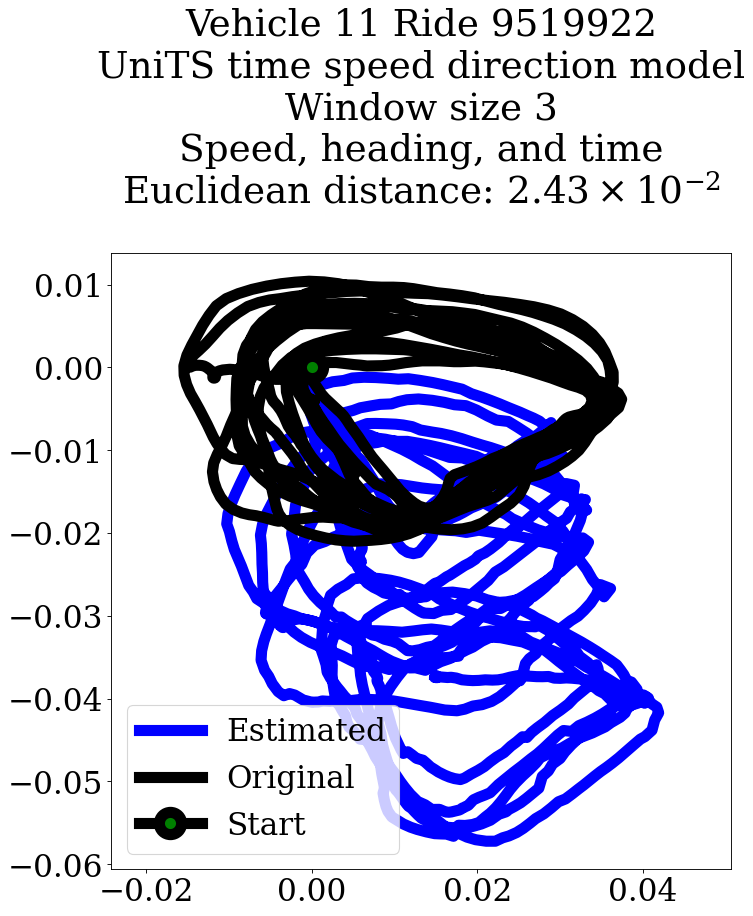 Vehicle 11 Ride 9519922
UniTS time speed direction model
Window size 3
Speed, heading, and time
Euclidean distance: 2.43 × 10⁻²
0.01
0.00
−0.01
−0.02
−0.03
−0.04
−0.05
−0.06
Estimated
Original
Start
−0.02 0.00 0.02 0.04